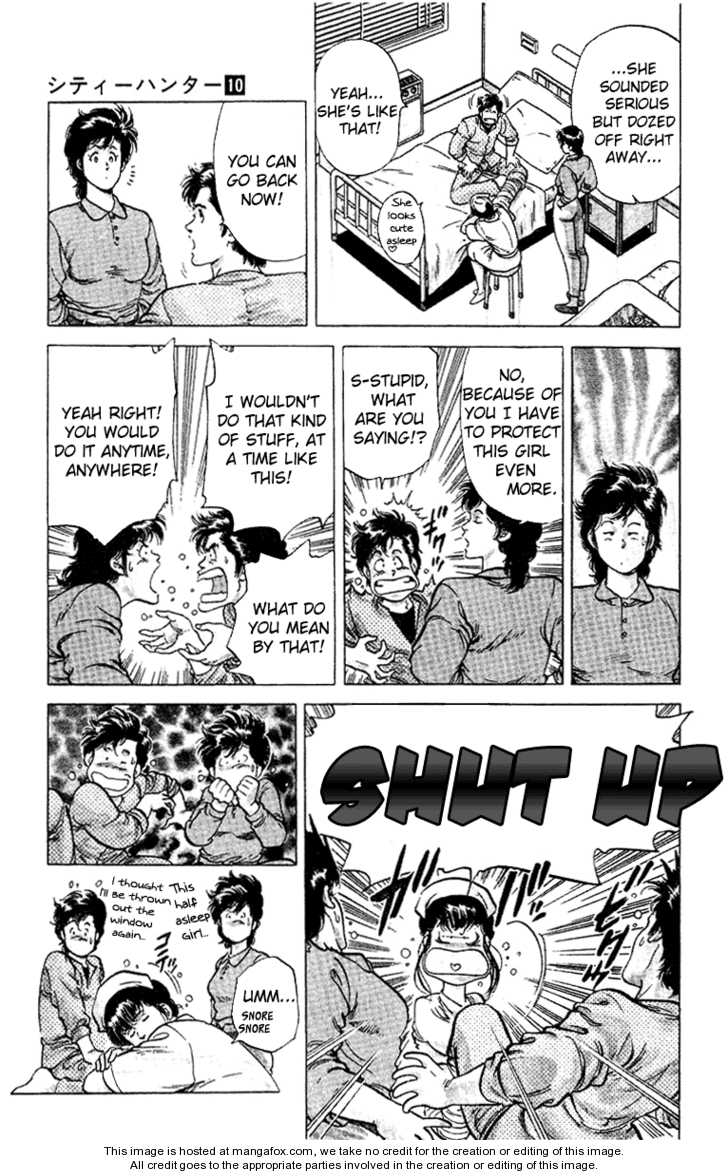 シティーハンター 10
...SHE
SOUNDED
SERIOUS
BUT DOZED
OFF RIGHT
AWAY...
YEAH...
SHE'S LIKE
THAT!
She
looks
cute
asleep
♡
YOU CAN
GO BACK
NOW!
NO,
BECAUSE OF
YOU I HAVE
TO PROTECT
THIS GIRL
EVEN
MORE.
S-STUPID,
WHAT
ARE YOU
SAYING!?
I WOULDN'T
DO THAT KIND
OF STUFF, AT
A TIME LIKE
THIS!
YEAH RIGHT!
YOU WOULD
DO IT ANYTIME,
ANYWHERE!
WHAT DO
YOU MEAN
BY THAT!
SHUT UP
This
half
asleep
girl..
I thought
I'll be thrown
out the
window
again..
UMM...
SNORE
SNORE
This image is hosted at mangafox.com, we take no credit for the creation or editing of this image.
All credit goes to the appropriate parties involved in the creation or editing of this image.